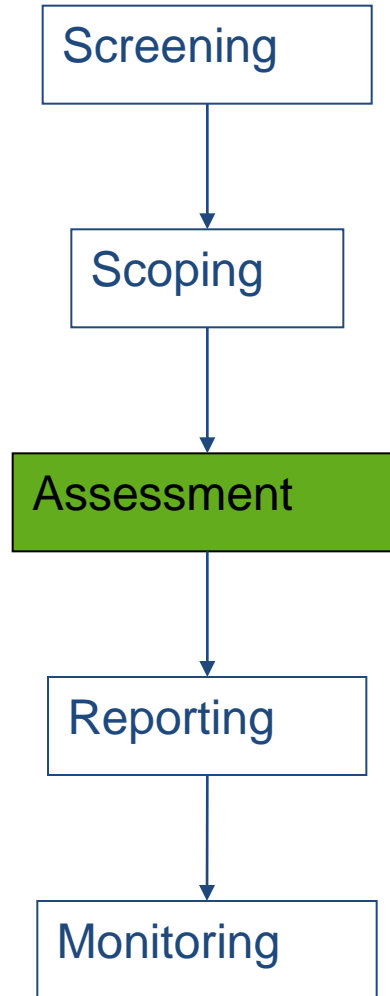 Screening
Scoping
Assessment
Reporting
Monitoring